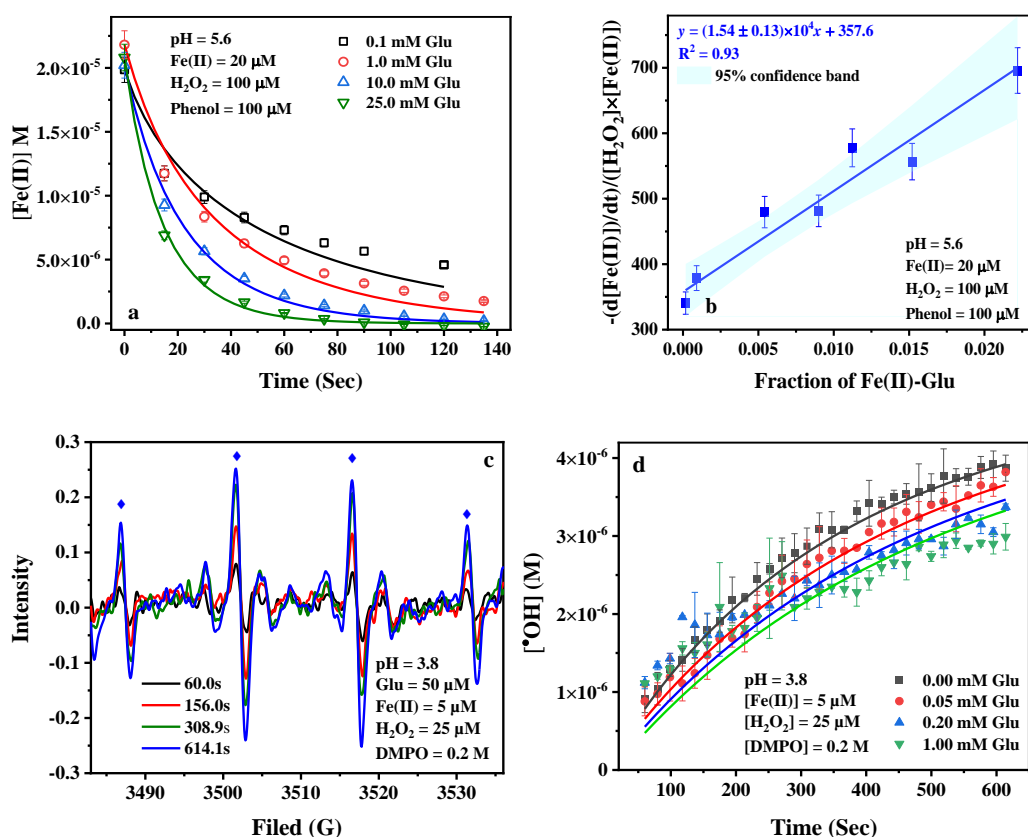 pH = 5.6
Fe(II) = 20 μM
H₂O₂ = 100 μM
Phenol = 100 μM
0.1 mM Glu
1.0 mM Glu
10.0 mM Glu
25.0 mM Glu
2.0×10⁻⁵
1.5×10⁻⁵
1.0×10⁻⁵
5.0×10⁻⁶
0.0
[Fe(II)] M
a
0 20 40 60 80 100 120 140
Time (Sec)
y = (1.54 ± 0.13)×10⁴x + 357.6
R² = 0.93
95% confidence band
700
600
500
400
300
-(d[Fe(II)])/dt)/([H₂O₂]×[Fe(II)])
b
pH = 5.6
Fe(II)= 20 μM
H₂O₂ = 100 μM
Phenol = 100 μM
0.000 0.005 0.010 0.015 0.020
Fraction of Fe(II)-Glu
0.3
0.2
0.1
0.0
-0.1
-0.2
-0.3
Intensity
c
60.0s
156.0s
308.9s
614.1s
pH = 3.8
Glu = 50 μM
Fe(II) = 5 μM
H₂O₂ = 25 μM
DMPO = 0.2 M
3490 3500 3510 3520 3530
Filed (G)
4×10⁻⁶
3×10⁻⁶
2×10⁻⁶
1×10⁻⁶
0
[•OH] (M)
d
pH = 3.8
[Fe(II)] = 5 μM
[H₂O₂] = 25 μM
[DMPO] = 0.2 M
0.00 mM Glu
0.05 mM Glu
0.20 mM Glu
1.00 mM Glu
100 200 300 400 500 600
Time (Sec)